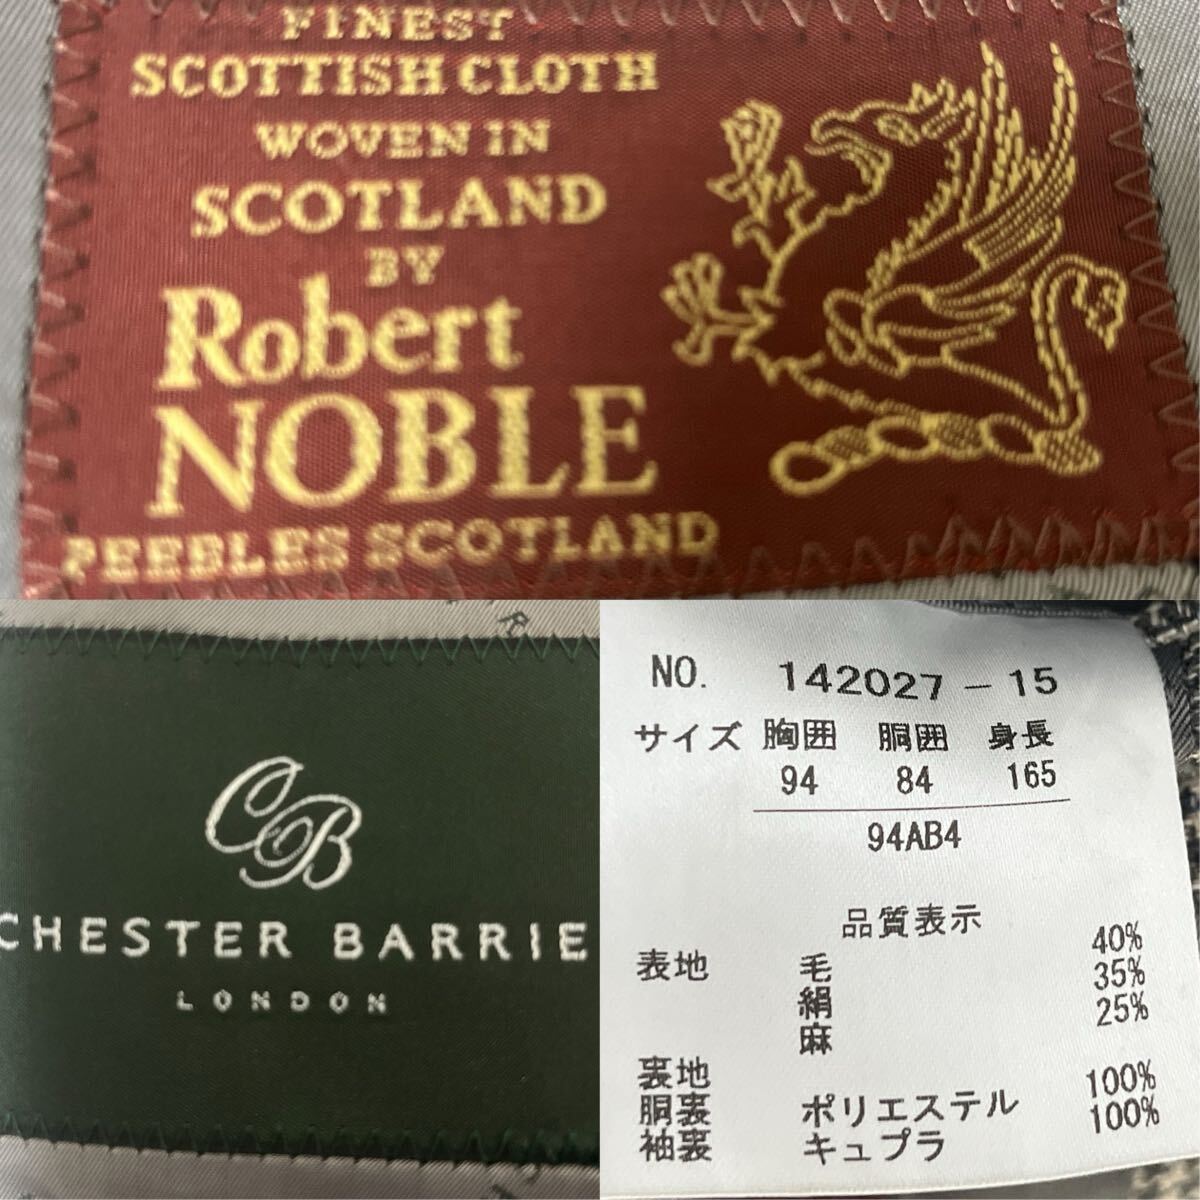 FINEST
SCOTTISH CLOTH
WOVEN IN
SCOTLAND
BY
Robert
NOBLE
PEEBLES SCOTLAND
CB
CHESTER BARRIE
LONDON
NO. 142027-15
サイズ 胸囲 胴囲 身長
94 84 165
94AB4
品質表示
表地 毛 40%
絹 35%
麻 25%
裏地
胴裏 ポリエステル 100%
袖裏 キュプラ 100%